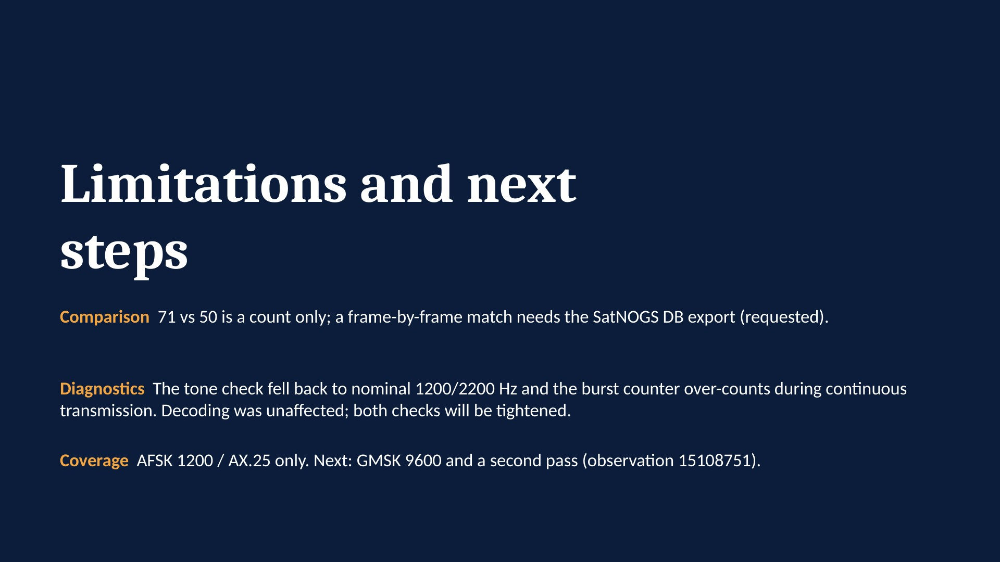 Limitations and next
steps
Comparison  71 vs 50 is a count only; a frame-by-frame match needs the SatNOGS DB export (requested).
Diagnostics  The tone check fell back to nominal 1200/2200 Hz and the burst counter over-counts during continuous
transmission. Decoding was unaffected; both checks will be tightened.
Coverage  AFSK 1200 / AX.25 only. Next: GMSK 9600 and a second pass (observation 15108751).